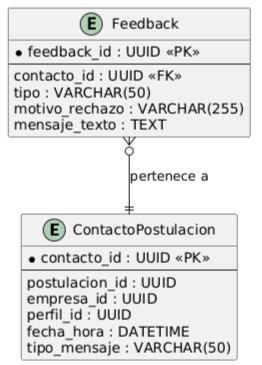 E Feedback
feedback_id : UUID «PK»
contacto_id : UUID «FK»
tipo : VARCHAR(50)
motivo_rechazo : VARCHAR(255)
mensaje_texto : TEXT
pertenece a
E ContactoPostulacion
contacto_id : UUID «PK»
postulacion_id : UUID
empresa_id : UUID
perfil_id : UUID
fecha_hora : DATETIME
tipo_mensaje : VARCHAR(50)